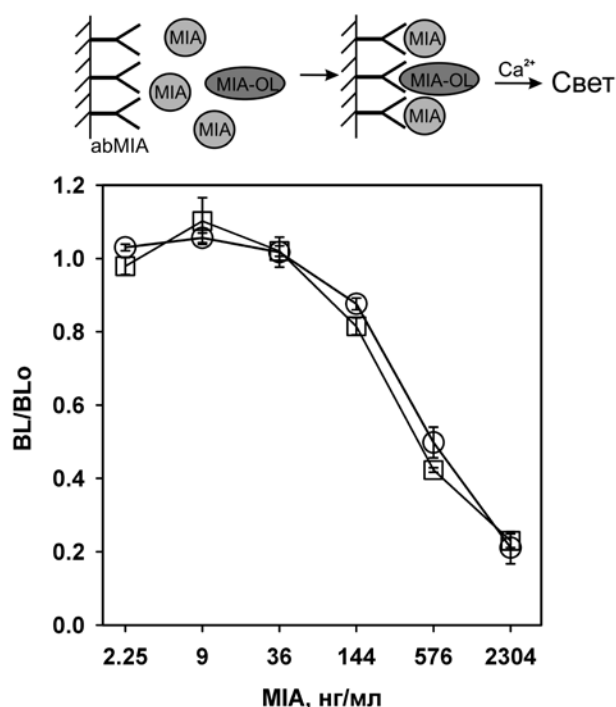 MIA
MIA
MIA-OL
MIA
abMIA
MIA
MIA-OL
MIA
Ca²⁺
Свет
1.2
1.0
0.8
0.6
0.4
0.2
0.0
BL/BLo
2.25 9 36 144 576 2304
MIA, нг/мл